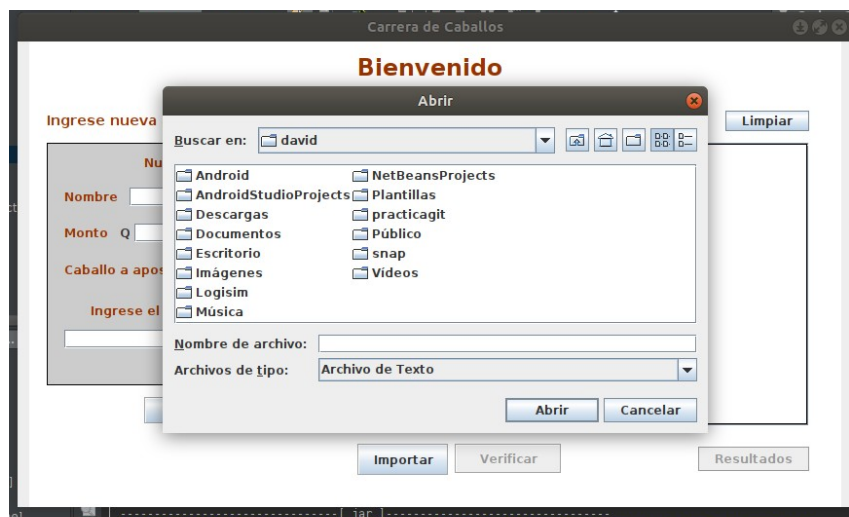 Carrera de Caballos
Bienvenido
Abrir
Ingrese nueva
Limpiar
Buscar en: david
Nu
Android NetBeansProjects
AndroidStudioProjects Plantillas
Nombre
Descargas practicagit
Documentos Público
Monto Q
Escritorio snap
Imágenes Vídeos
Caballo a apos
Logisim
Música
Ingrese el
Nombre de archivo:
Archivos de tipo: Archivo de Texto
Abrir Cancelar
Importar Verificar Resultados
--------------------------------[ jar ]---------------------------------